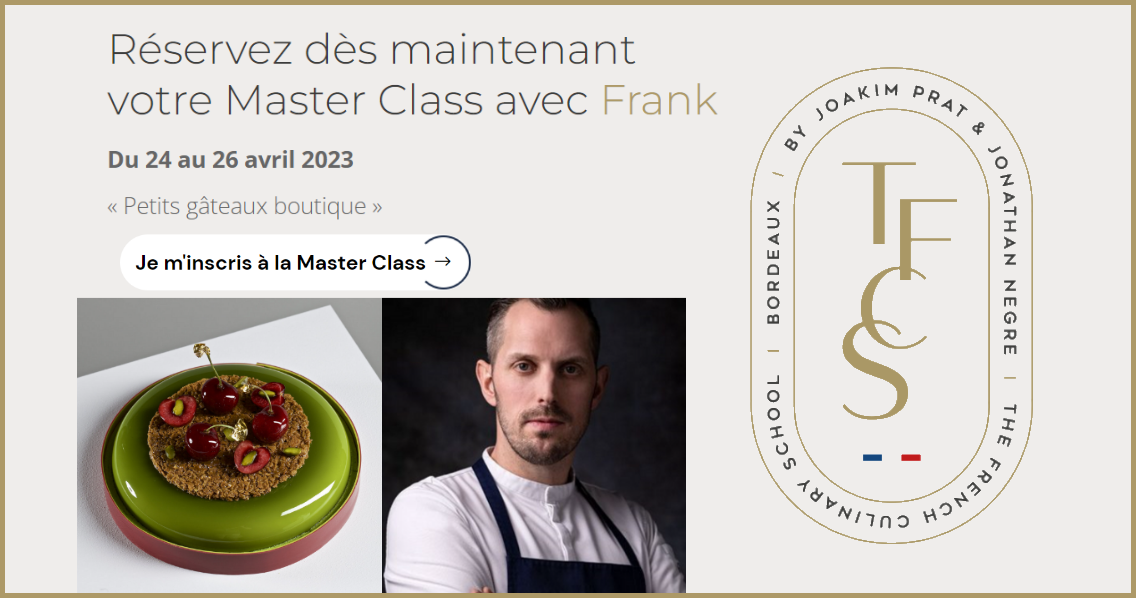 Réservez dès maintenant
votre Master Class avec Frank
Du 24 au 26 avril 2023
« Petits gâteaux boutique »
Je m'inscris à la Master Class →
BY JOAKIM PRAT & JONATHAN NEGRE | THE FRENCH CULINARY SCHOOL | BORDEAUX |
TFCS